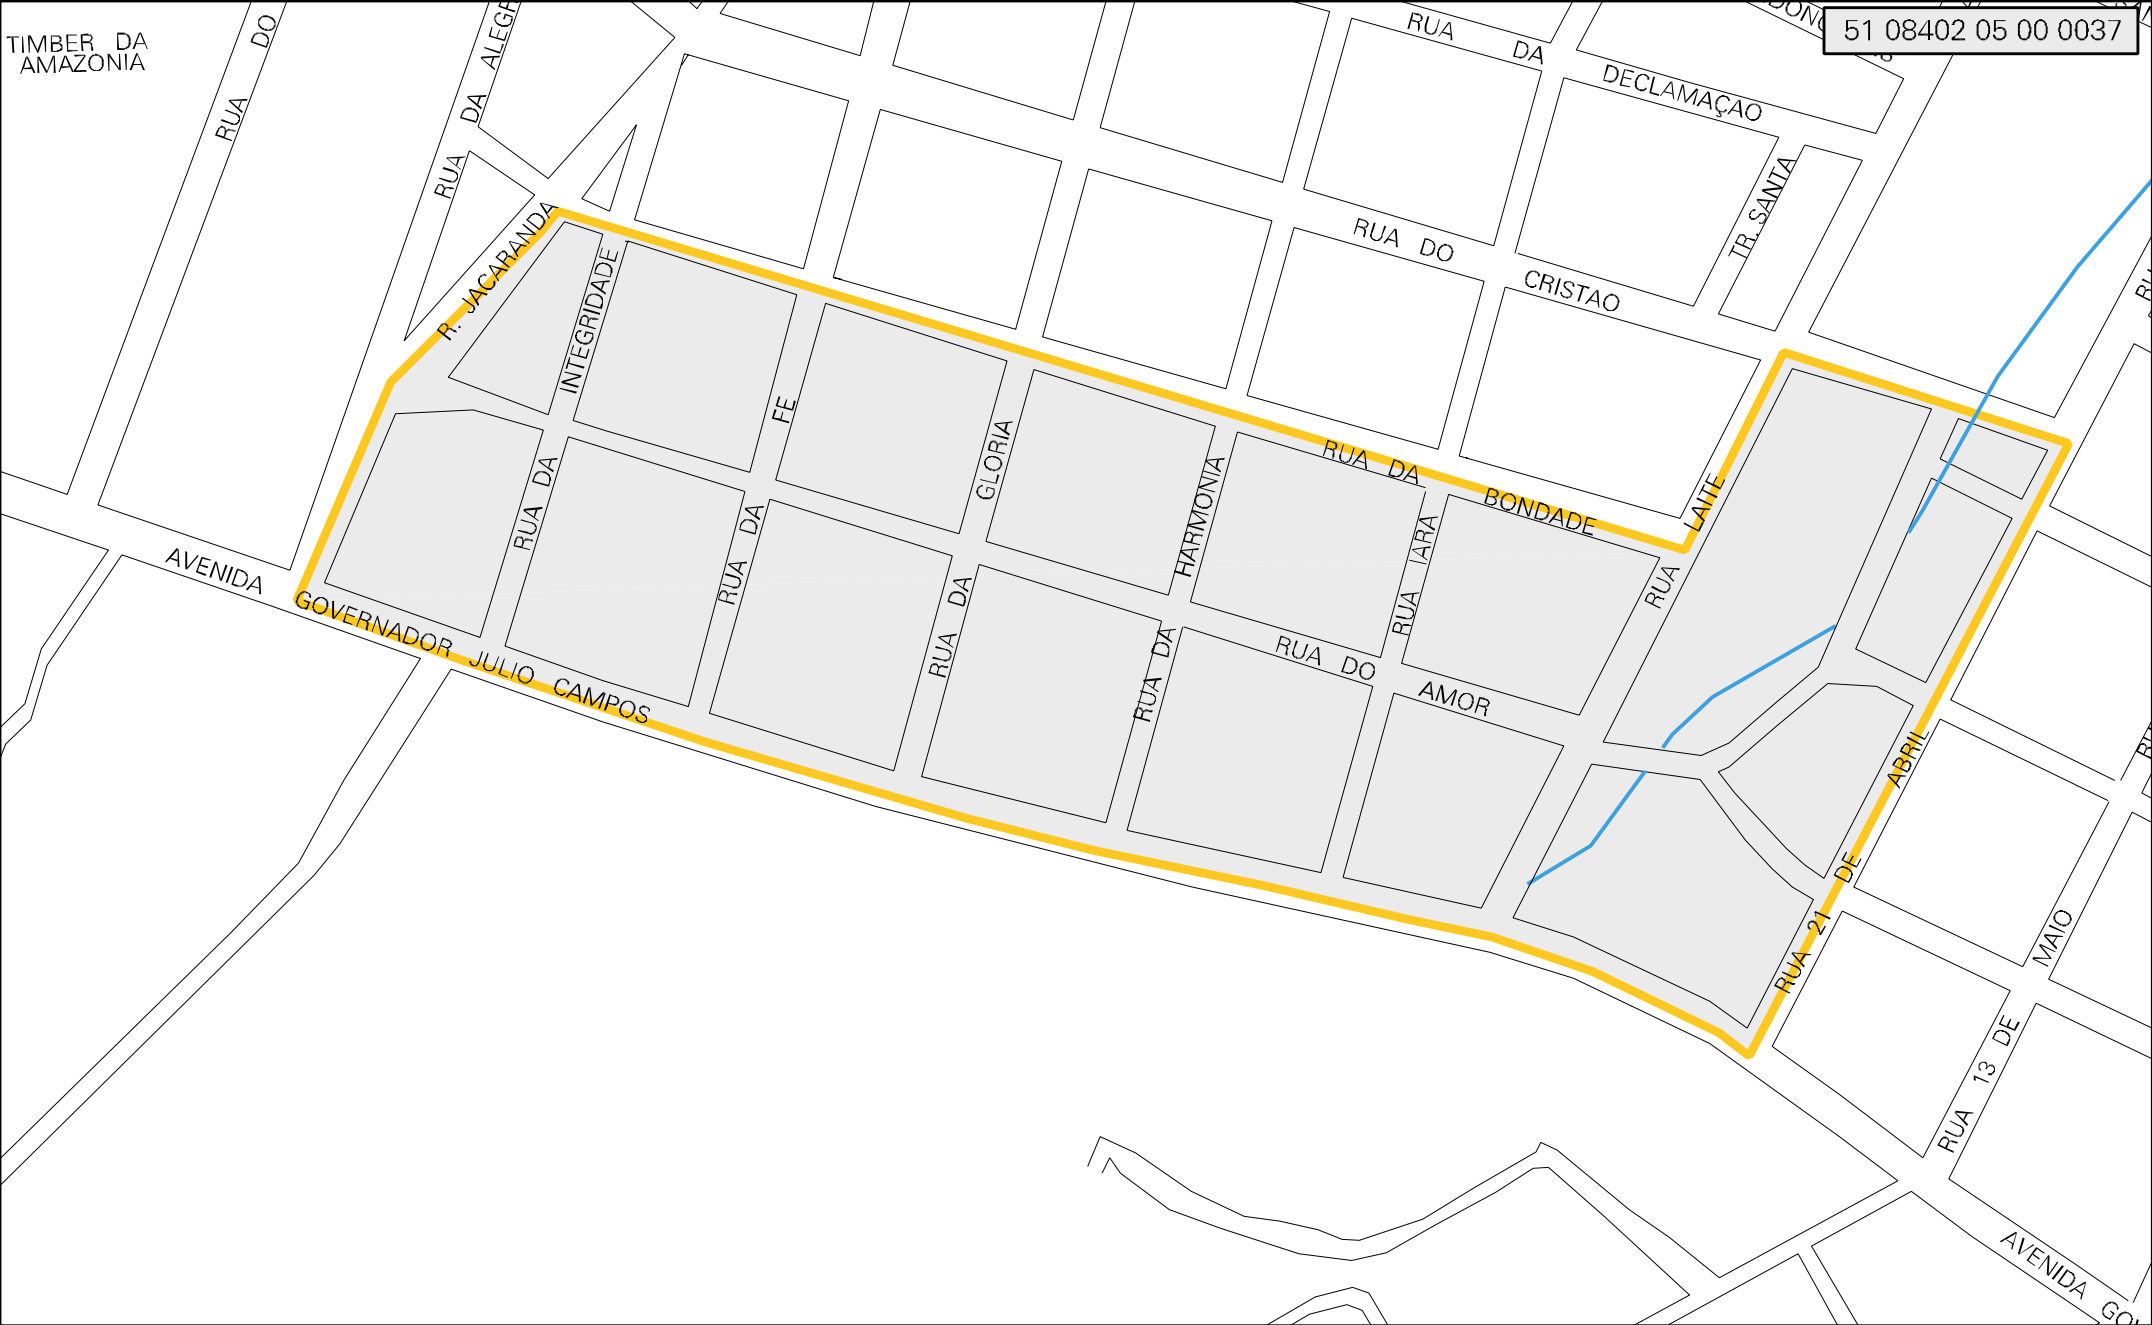 51 08402 05 00 0037
TIMBER DA
AMAZONIA
RUA DO
RUA DA ALEGR
RUA DA
DECLAMAÇAO
TR. SANTA
RUA DO
CRISTAO
R. JACARANDA
RUA DA INTEGRIDADE
RUA DA FE
RUA DA GLORIA
RUA DA HARMONIA
RUA IARA
RUA DA
BONDADE
RUA LAITE
RUA DO
AMOR
AVENIDA
GOVERNADOR JULIO CAMPOS
RUA 21 DE ABRIL
RUA 13 DE MAIO
AVENIDA